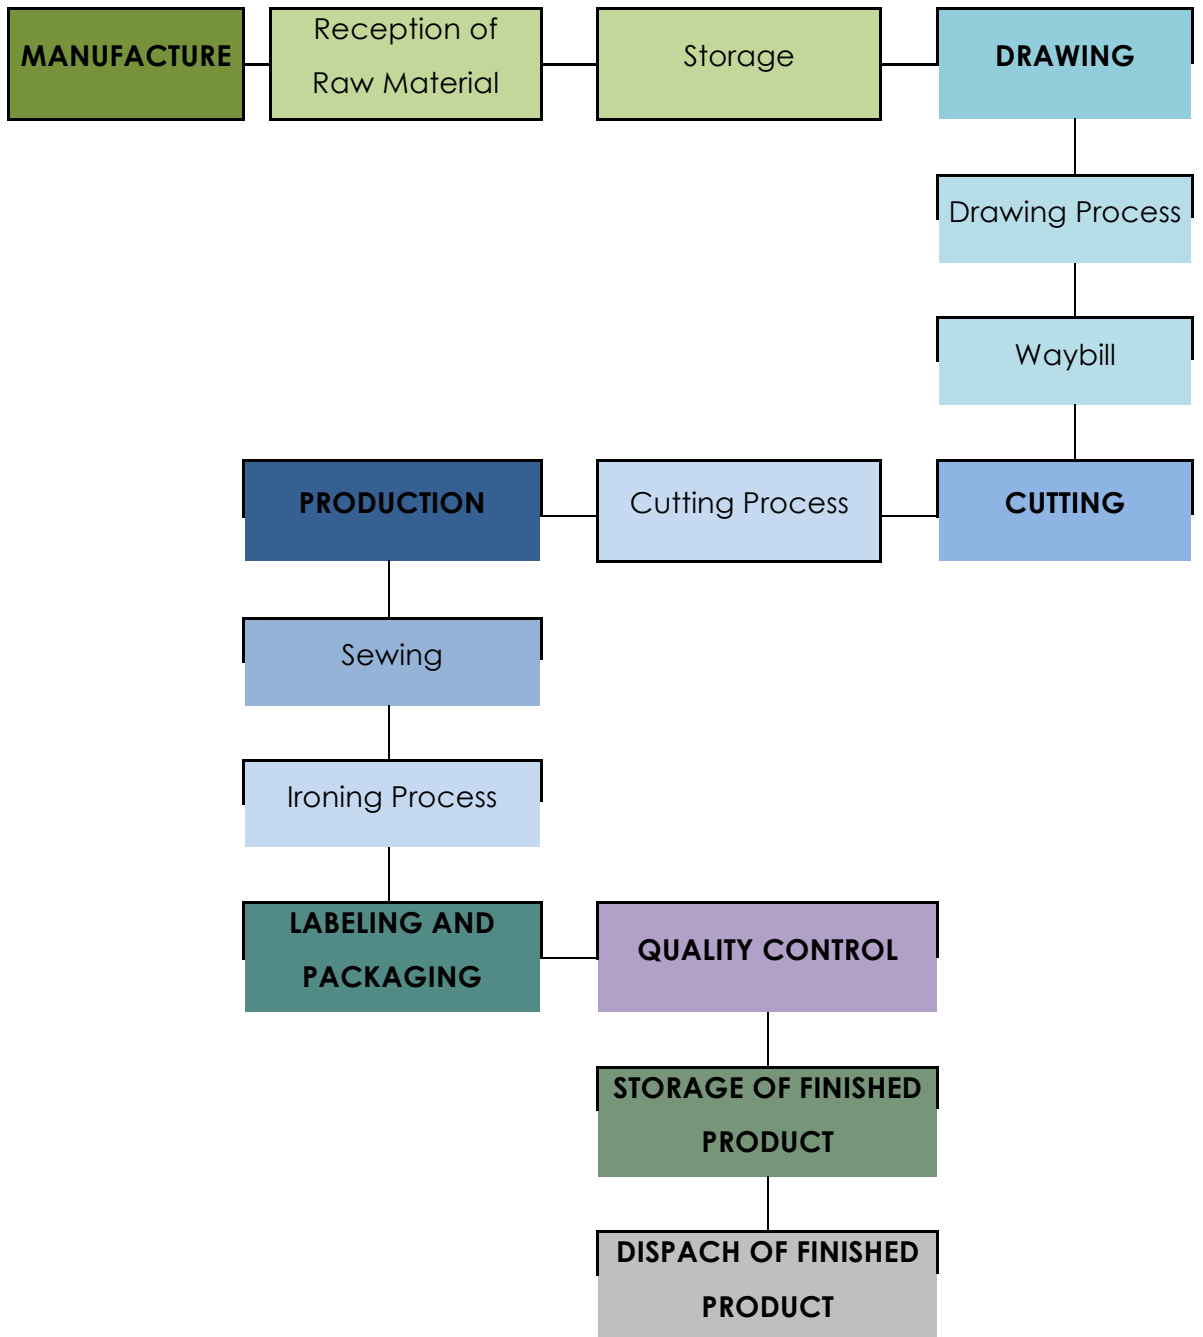 MANUFACTURE
Reception of
Raw Material
Storage
DRAWING
Drawing Process
Waybill
CUTTING
Cutting Process
PRODUCTION
Sewing
Ironing Process
LABELING AND
PACKAGING
QUALITY CONTROL
STORAGE OF FINISHED
PRODUCT
DISPACH OF FINISHED
PRODUCT